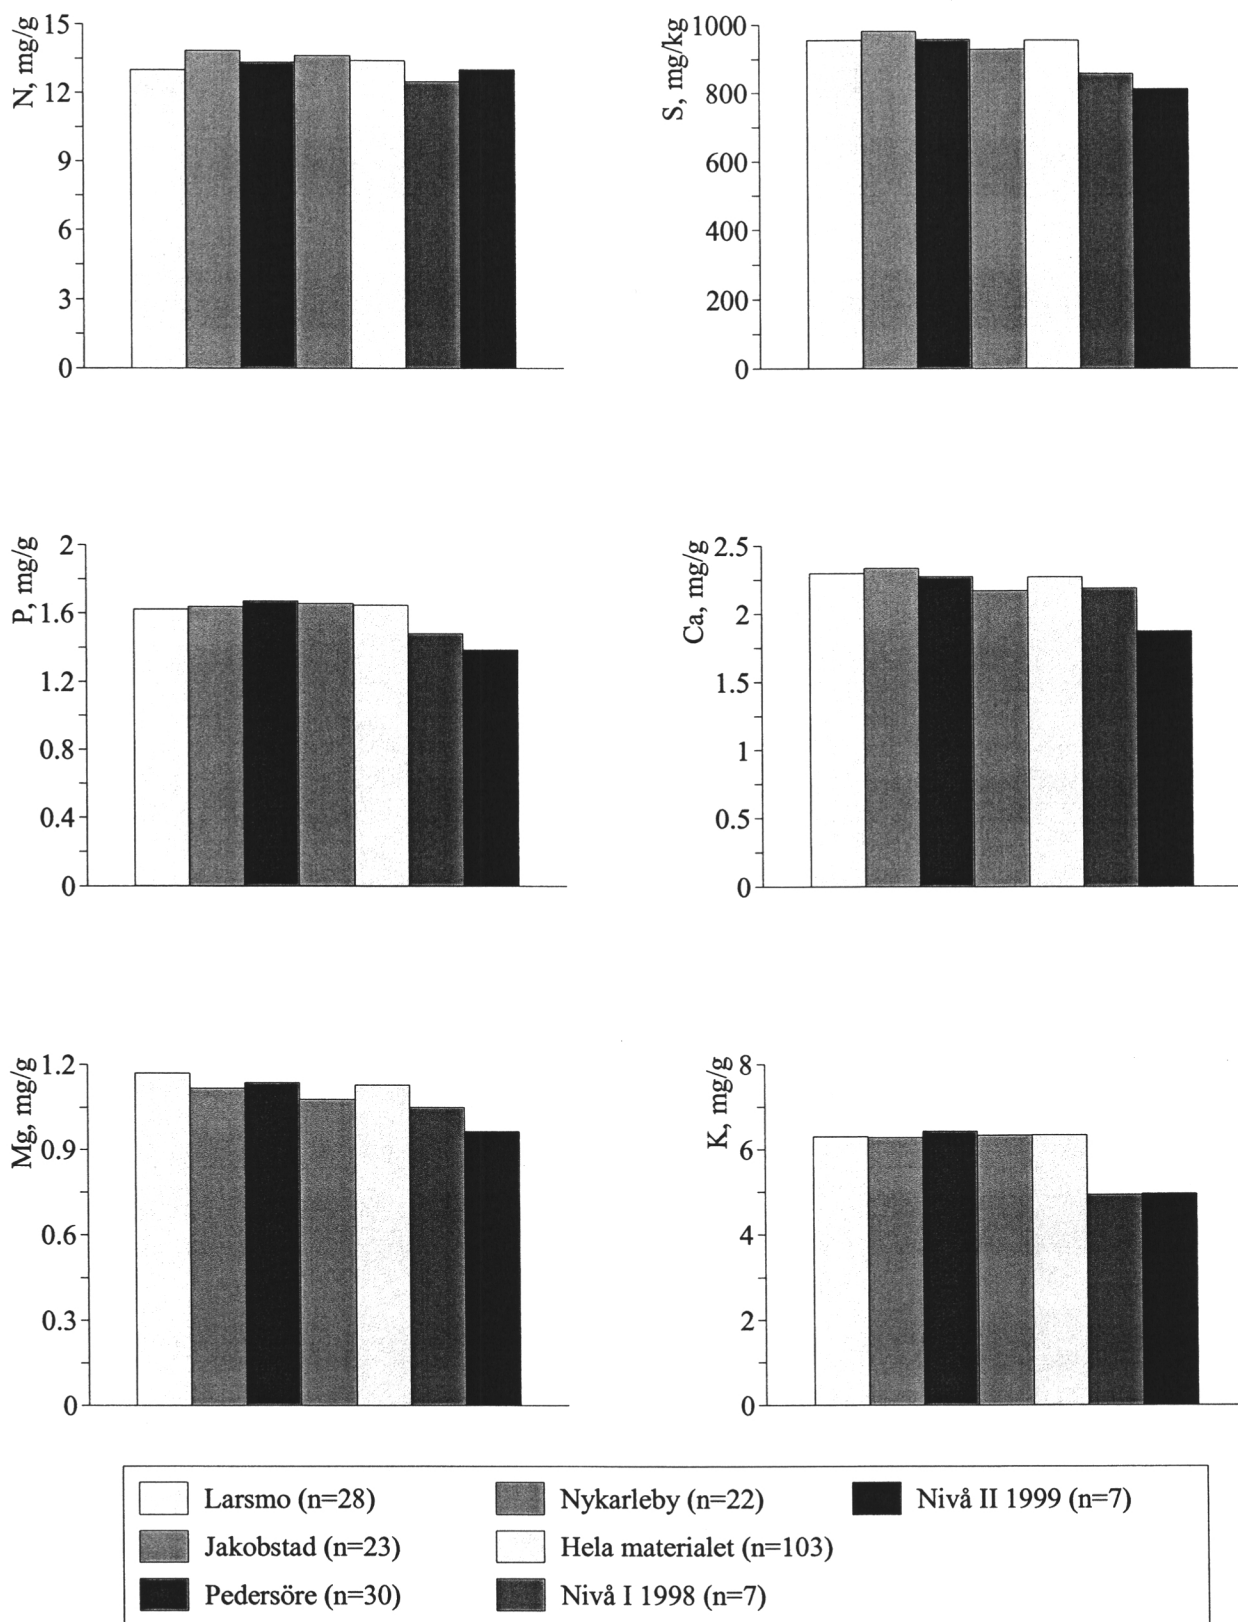 N, mg/g
15
12
9
6
3
0
S, mg/kg
1000
800
600
400
200
0
P, mg/g
2
1.6
1.2
0.8
0.4
0
Ca, mg/g
2.5
2
1.5
1
0.5
0
Mg, mg/g
1.2
0.9
0.6
0.3
0
K, mg/g
8
6
4
2
0
Larsmo (n=28)
Jakobstad (n=23)
Pedersöre (n=30)
Nykarleby (n=22)
Hela materialet (n=103)
Nivå I 1998 (n=7)
Nivå II 1999 (n=7)